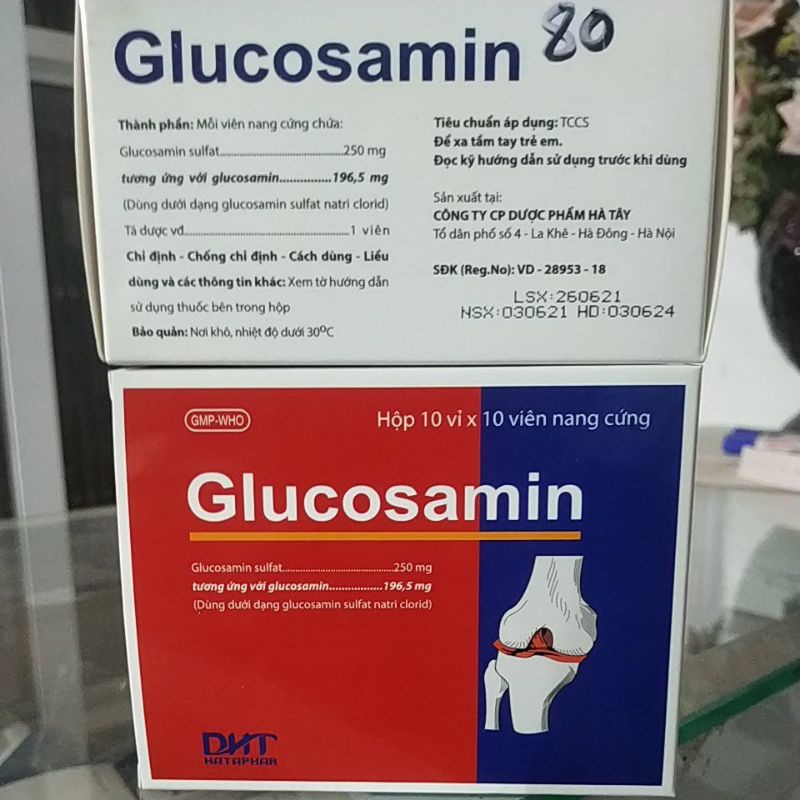 Glucosamin 80
Thành phần: Mỗi viên nang cứng chứa:
Glucosamin sulfat......................................250 mg
tương ứng với glucosamin...............196,5 mg
(Dùng dưới dạng glucosamin sulfat natri clorid)
Tá dược vđ..................................................1 viên
Chỉ định - Chống chỉ định - Cách dùng - Liều
dùng và các thông tin khác: Xem tờ hướng dẫn
sử dụng thuốc bên trong hộp
Bảo quản: Nơi khô, nhiệt độ dưới 30⁰C
Tiêu chuẩn áp dụng: TCCS
Để xa tầm tay trẻ em.
Đọc kỹ hướng dẫn sử dụng trước khi dùng
Sản xuất tại:
CÔNG TY CP DƯỢC PHẨM HÀ TÂY
Tổ dân phố số 4 - La Khê - Hà Đông - Hà Nội
SĐK (Reg.No): VD - 28953 - 18
LSX:260621
NSX:030621 HD:030624
GMP-WHO
Hộp 10 vỉ x 10 viên nang cứng
Glucosamin
Glucosamin sulfat............................................250 mg
tương ứng với glucosamin..................196,5 mg
(Dùng dưới dạng glucosamin sulfat natri clorid)
DHT
HATAPHAR